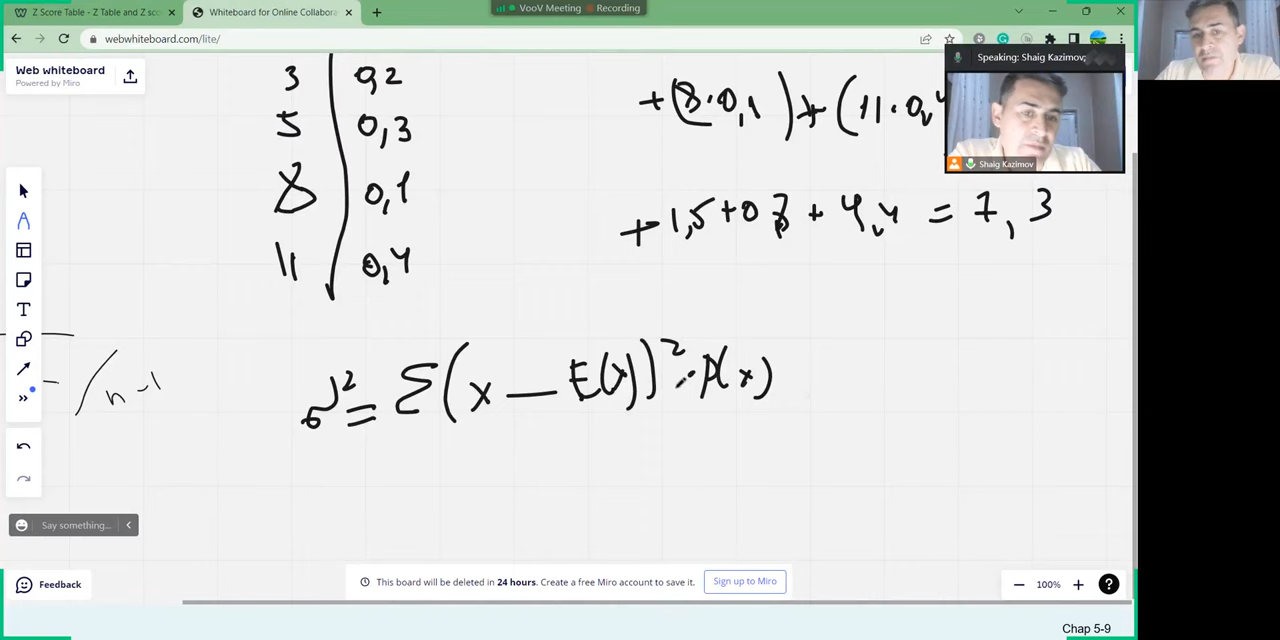 Z Score Table - Z Table and Z sco
Whiteboard for Online Collabora
VooV Meeting
Recording
webwhiteboard.com/lite/
Web whiteboard
Powered by Miro
Speaking: Shaig Kazimov;
Shaig Kazimov
3 0,2
5 0,3
8 0,1
11 0,4
+(8·0,1)+(11·0,4
+1,5+0,8+4,4=7,3
/n-1
σ²=Σ(x-E(x))²·P(x)
Say something...
Feedback
This board will be deleted in 24 hours. Create a free Miro account to save it.
Sign up to Miro
100%
?
Chap 5-9